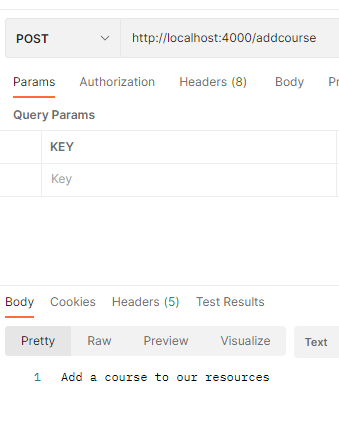 POST http://localhost:4000/addcourse
Params Authorization Headers (8) Body Pr
Query Params
KEY
Key
Body Cookies Headers (5) Test Results
Pretty Raw Preview Visualize Text
1 Add a course to our resources